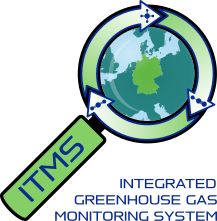 ITMS
INTEGRATED
GREENHOUSE GAS
MONITORING SYSTEM